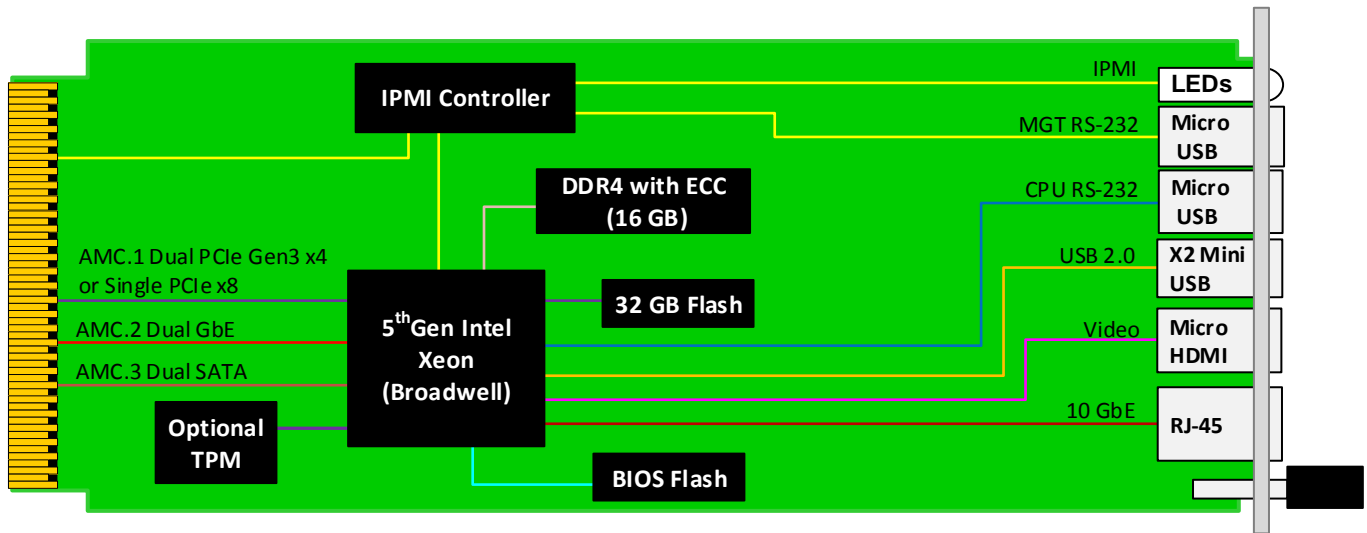 IPMI
LEDs
IPMI Controller
MGT RS-232
Micro
USB
DDR4 with ECC
(16 GB)
CPU RS-232
Micro
USB
AMC.1 Dual PCIe Gen3 x4
or Single PCIe x8
USB 2.0
X2 Mini
USB
32 GB Flash
5thGen Intel
Xeon
(Broadwell)
AMC.2 Dual GbE
Video
Micro
HDMI
AMC.3 Dual SATA
10 GbE
RJ-45
Optional
TPM
BIOS Flash